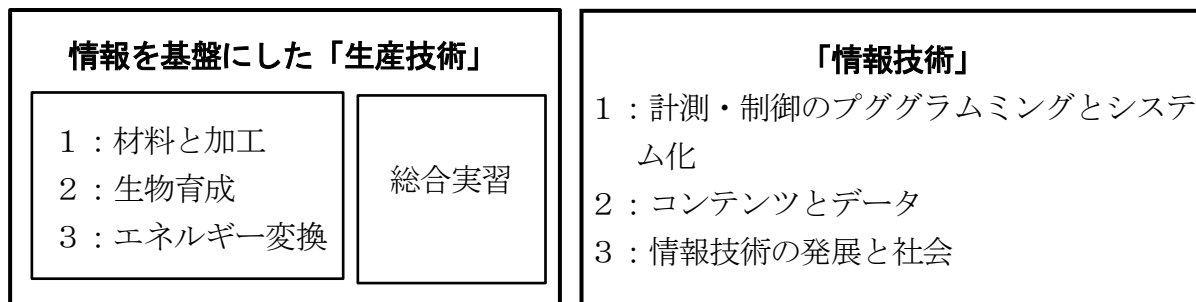 情報を基盤にした「生産技術」
1:材料と加工
2:生物育成
3:エネルギー変換
総合実習
「情報技術」
1:計測・制御のプググラムミングとシステ
ム化
2:コンテンツとデータ
3:情報技術の発展と社会